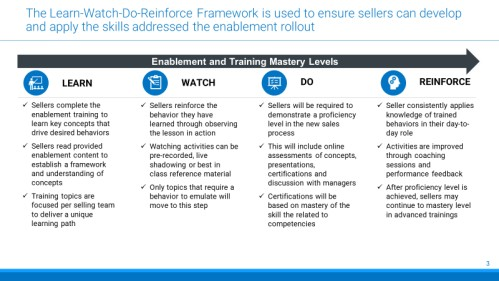 The Learn-Watch-Do-Reinforce Framework is used to ensure sellers can develop
and apply the skills addressed the enablement rollout
Enablement and Training Mastery Levels
LEARN
✓ Sellers complete the
enablement training to
learn key concepts that
drive desired behaviors
✓ Sellers read provided
enablement content to
establish a framework
and understanding of
concepts
✓ Training topics are
focused per selling team
to deliver a unique
learning path
WATCH
✓ Sellers reinforce the
behavior they have
learned through observing
the lesson in action
✓ Watching activities can be
pre-recorded, live
shadowing or best in
class reference material
✓ Only topics that require a
behavior to emulate will
move to this step
DO
✓ Sellers will be required to
demonstrate a proficiency
level in the new sales
process
✓ This will include online
assessments of concepts,
presentations,
certifications and
discussion with managers
✓ Certifications will be
based on mastery of the
skill the related to
competencies
REINFORCE
✓ Seller consistently applies
knowledge of trained
behaviors in their day-to-
day role
✓ Activities are improved
through coaching
sessions and
performance feedback
✓ After proficiency level is
achieved, sellers may
continue to mastery level
in advanced trainings
3